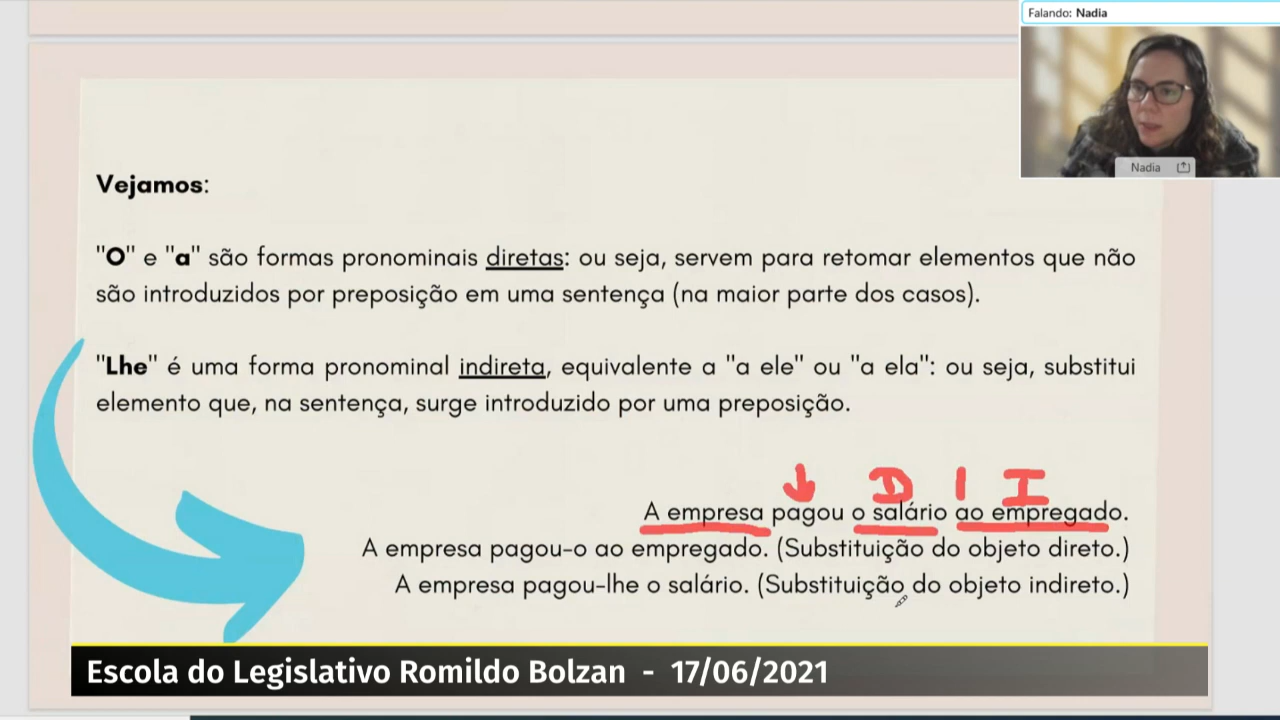 Falando: Nadia
Nadia
Vejamos:
"O" e "a" são formas pronominais diretas: ou seja, servem para retomar elementos que não
são introduzidos por preposição em uma sentença (na maior parte dos casos).
"Lhe" é uma forma pronominal indireta, equivalente a "a ele" ou "a ela": ou seja, substitui
elemento que, na sentença, surge introduzido por uma preposição.
D I I
A empresa pagou o salário ao empregado.
A empresa pagou-o ao empregado. (Substituição do objeto direto.)
A empresa pagou-lhe o salário. (Substituição do objeto indireto.)
Escola do Legislativo Romildo Bolzan - 17/06/2021